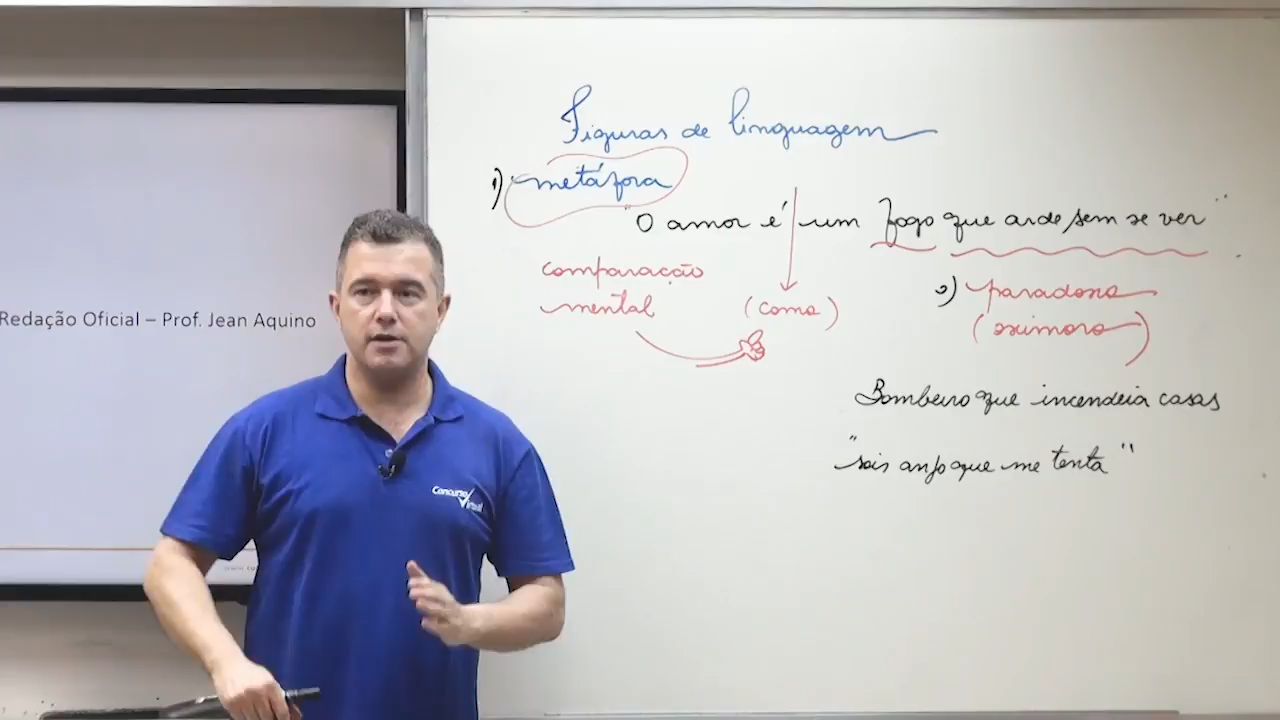 Figuras de linguagem
1) metáfora
"O amor é um fogo que arde sem se ver"
comparação
mental
(como)
2) paradoxo
(oximoro)
Bombeiro que incendeia casas
"sois anjo que me tenta"
Redação Oficial – Prof. Jean Aquino
Concurso
Virtual